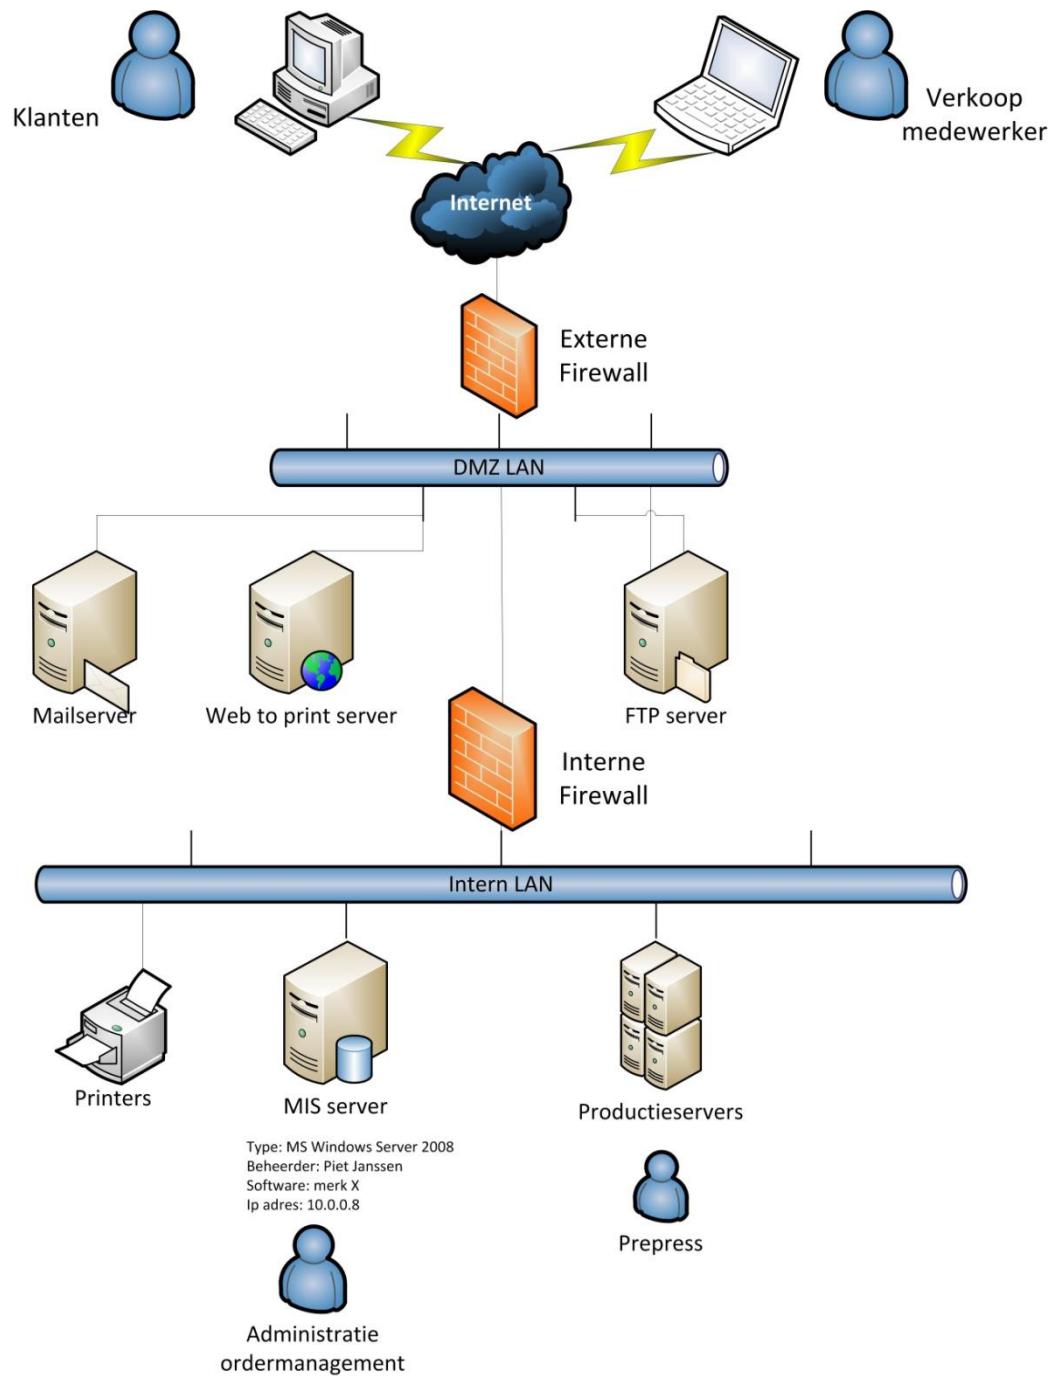 Klanten
Verkoop
medewerker
Internet
Externe
Firewall
DMZ LAN
Mailserver
Web to print server
FTP server
Interne
Firewall
Intern LAN
Printers
MIS server
Productieservers
Type: MS Windows Server 2008
Beheerder: Piet Janssen
Software: merk X
Ip adres: 10.0.0.8
Prepress
Administratie
ordermanagement